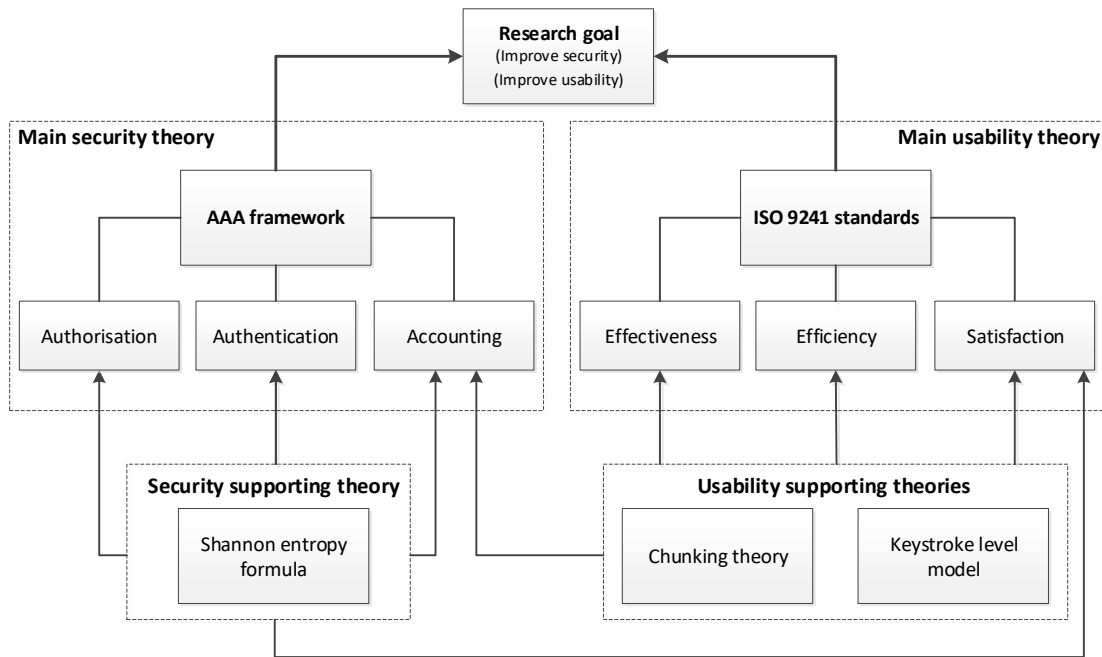 Research goal
(Improve security)
(Improve usability)
Main security theory
Main usability theory
AAA framework
ISO 9241 standards
Authorisation
Authentication
Accounting
Effectiveness
Efficiency
Satisfaction
Security supporting theory
Usability supporting theories
Shannon entropy
formula
Chunking theory
Keystroke level
model